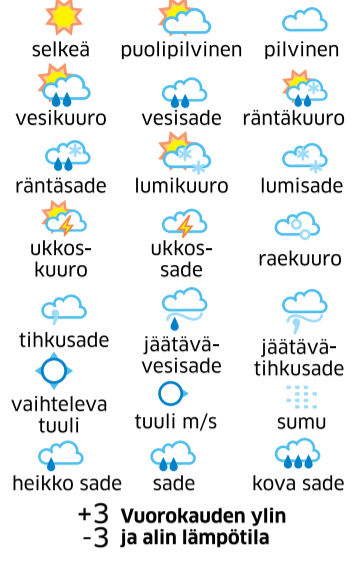 selkeä puolipilvinen pilvinen
vesikuuro vesisade räntäkuuro
räntäsade lumikuuro lumisade
ukkos-
kuuro
ukkos-
sade
raekuuro
tihkusade
jäätävä-
vesisade
jäätävä-
tihkusade
vaihteleva
tuuli
tuuli m/s
sumu
heikko sade sade kova sade
+3 Vuorokauden ylin
-3 ja alin lämpötila